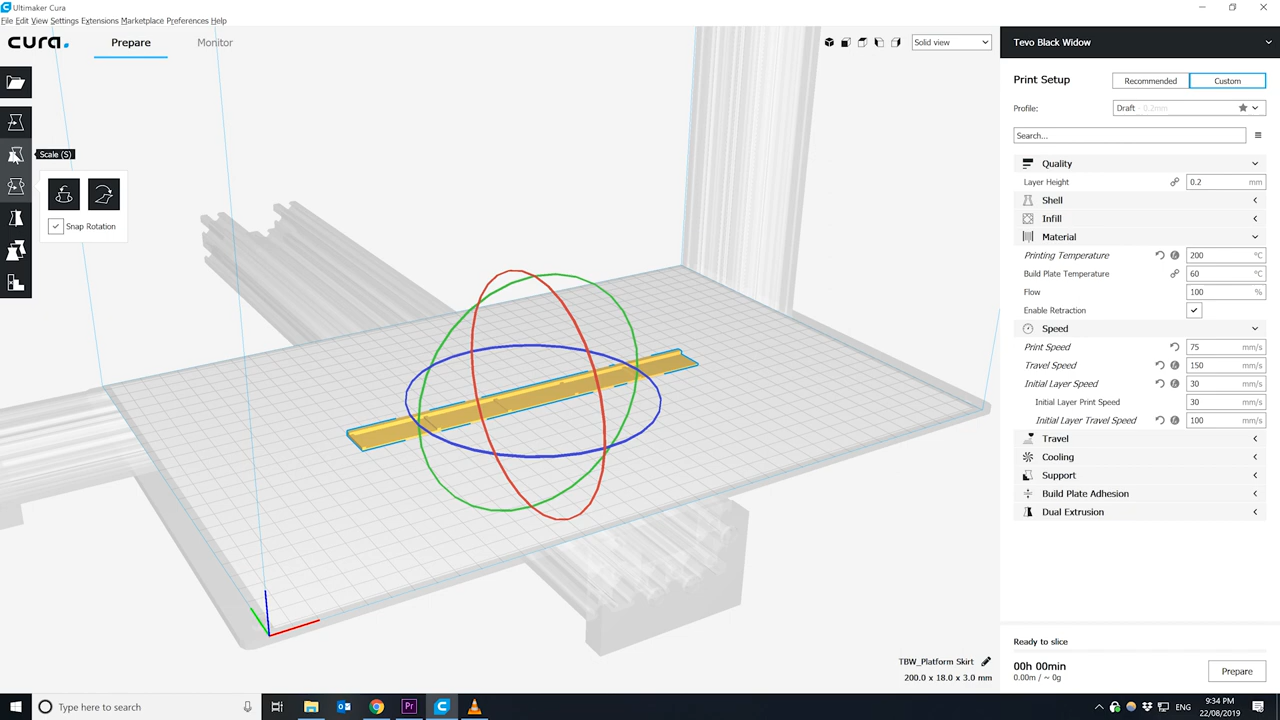 Ultimaker Cura
File Edit View Settings Extensions Marketplace Preferences Help
cura.
Prepare
Monitor
Solid view
Scale (S)
Snap Rotation
Tevo Black Widow
Print Setup
Recommended
Custom
Profile:
Draft - 0.2mm
Search...
Quality
Layer Height
0.2 mm
Shell
Infill
Material
Printing Temperature
200 °C
Build Plate Temperature
60 °C
Flow
100 %
Enable Retraction
Speed
Print Speed
75 mm/s
Travel Speed
150 mm/s
Initial Layer Speed
30 mm/s
Initial Layer Print Speed
30 mm/s
Initial Layer Travel Speed
100 mm/s
Travel
Cooling
Support
Build Plate Adhesion
Dual Extrusion
Ready to slice
00h 00min
0.00m / ~ 0g
Prepare
TBW_Platform Skirt
200.0 x 18.0 x 3.0 mm
Type here to search
Pr
ENG
9:34 PM
22/08/2019